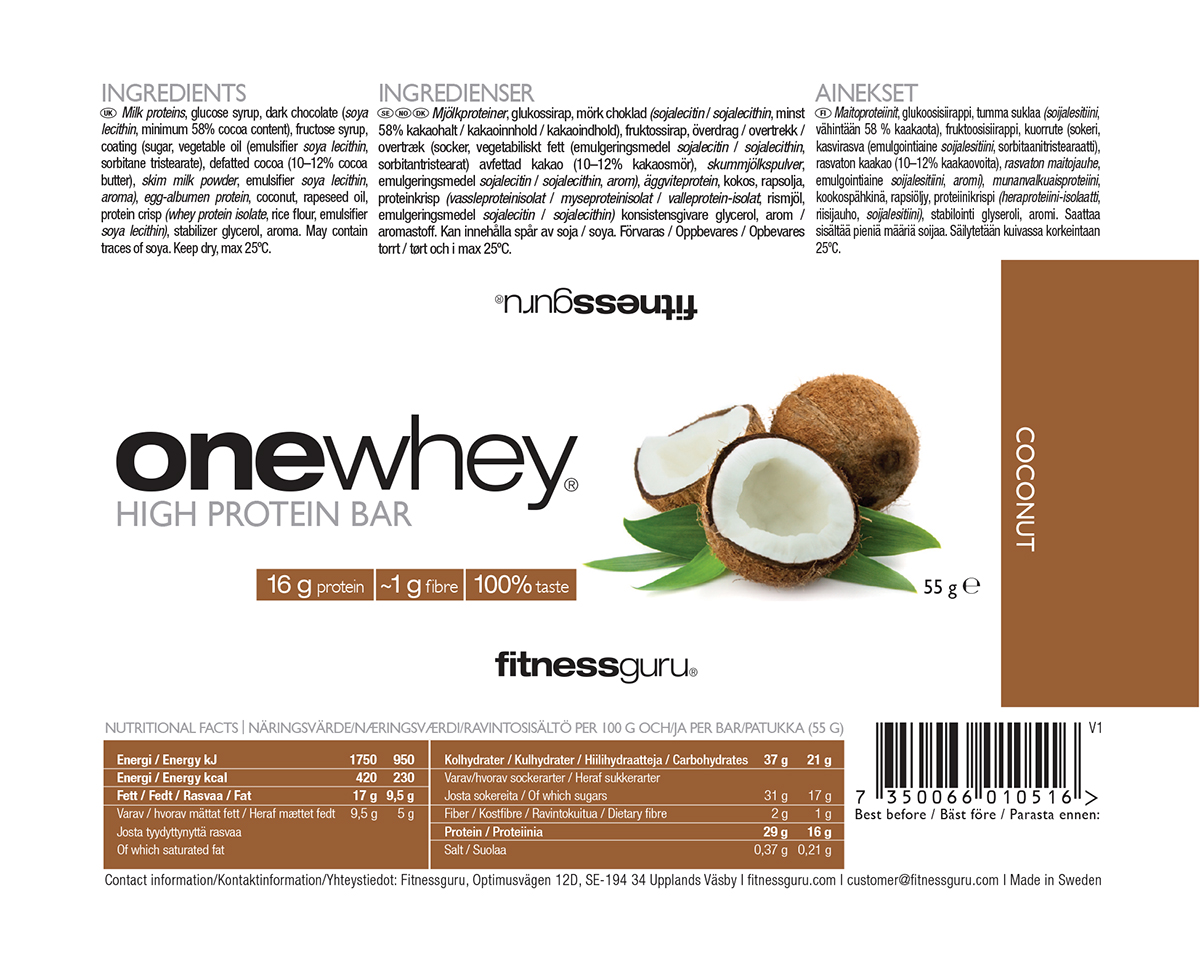 INGREDIENTS
UK Milk proteins, glucose syrup, dark chocolate (soya
lecithin, minimum 58% cocoa content), fructose syrup,
coating (sugar, vegetable oil (emulsifier soya lecithin,
sorbitane tristearate), defatted cocoa (10–12% cocoa
butter), skim milk powder, emulsifier soya lecithin,
aroma), egg-albumen protein, coconut, rapeseed oil,
protein crisp (whey protein isolate, rice flour, emulsifier
soya lecithin), stabilizer glycerol, aroma. May contain
traces of soya. Keep dry, max 25ºC.
INGREDIENSER
SE NO DK Mjölkproteiner, glukossirap, mörk choklad (sojalecitin / sojalecithin, minst
58% kakaohalt / kakaoinnhold / kakaoindhold), fruktossirap, överdrag / overtrekk /
overtræk (socker, vegetabiliskt fett (emulgeringsmedel sojalecitin / sojalecithin,
sorbitantristearat) avfettad kakao (10–12% kakaosmör), skummjölkspulver,
emulgeringsmedel sojalecitin / sojalecithin, arom), äggviteprotein, kokos, rapsolja,
proteinkrisp (vassleproteinisolat / myseproteinisolat / valleprotein-isolat, rismjöl,
emulgeringsmedel sojalecitin / sojalecithin) konsistensgivare glycerol, arom /
aromastoff. Kan innehålla spår av soja / soya. Förvaras / Oppbevares / Opbevares
torrt / tørt och i max 25ºC.
AINEKSET
FI Maitoproteiinit, glukoosisiirappi, tumma suklaa (soijalesitiini,
vähintään 58 % kaakaota), fruktoosisiirappi, kuorrute (sokeri,
kasvirasva (emulgointiaine soijalesitiini, sorbitaanitristearaatti),
rasvaton kaakao (10–12% kaakaovoita), rasvaton maitojauhe,
emulgointiaine soijalesitiini, aromi), munanvalkuaisproteiini,
kookospähkinä, rapsiöljy, proteiinikrispi (heraproteiini-isolaatti,
riisijauho, soijalesitiini), stabilointi glyseroli, aromi. Saattaa
sisältää pieniä määriä soijaa. Säilytetään kuivassa korkeintaan
25ºC.
fitnessguru®
onewhey®
HIGH PROTEIN BAR
16 g protein ~1 g fibre 100% taste
55 g ℮
COCONUT
fitnessguru®
NUTRITIONAL FACTS | NÄRINGSVÄRDE/NÆRINGSVÆRDI/RAVINTOSISÄLTÖ PER 100 G OCH/JA PER BAR/PATUKKA (55 G)
Energi / Energy kJ 1750 950
Energi / Energy kcal 420 230
Fett / Fedt / Rasvaa / Fat 17 g 9,5 g
Varav / hvorav mättat fett / Heraf mættet fedt 9,5 g 5 g
Josta tyydyttynyttä rasvaa
Of which saturated fat
Kolhydrater / Kulhydrater / Hiilihydraatteja / Carbohydrates 37 g 21 g
Varav/hvorav sockerarter / Heraf sukkerarter
Josta sokereita / Of which sugars 31 g 17 g
Fiber / Kostfibre / Ravintokuitua / Dietary fibre 2 g 1 g
Protein / Proteiinia 29 g 16 g
Salt / Suolaa 0,37 g 0,21 g
V1
7 350066 010516 >
Best before / Bäst före / Parasta ennen:
Contact information/Kontaktinformation/Yhteystiedot: Fitnessguru, Optimusvägen 12D, SE-194 34 Upplands Väsby I fitnessguru.com I customer@fitnessguru.com I Made in Sweden